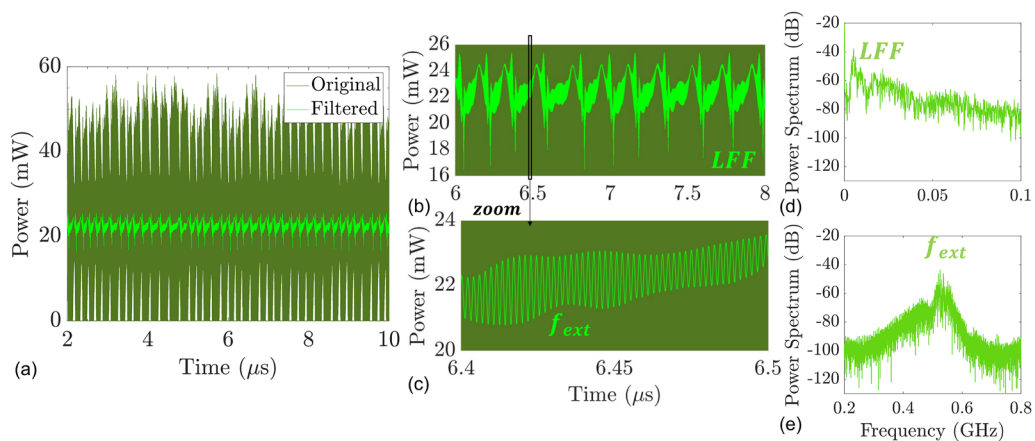 60
40
20
0
Power (mW)
Original
Filtered
2 4 6 8 10
Time (μs)
(a)
26
24
22
20
18
16
Power (mW)
LFF
6 6.5 7 7.5 8
(b)
zoom
24
22
20
Power (mW)
f_ext
6.4 6.45 6.5
Time (μs)
(c)
-20
-40
-60
-80
-100
-120
Power Spectrum (dB)
LFF
0 0.05 0.1
(d)
-20
-40
-60
-80
-100
-120
Power Spectrum (dB)
f_ext
0.2 0.4 0.6 0.8
Frequency (GHz)
(e)